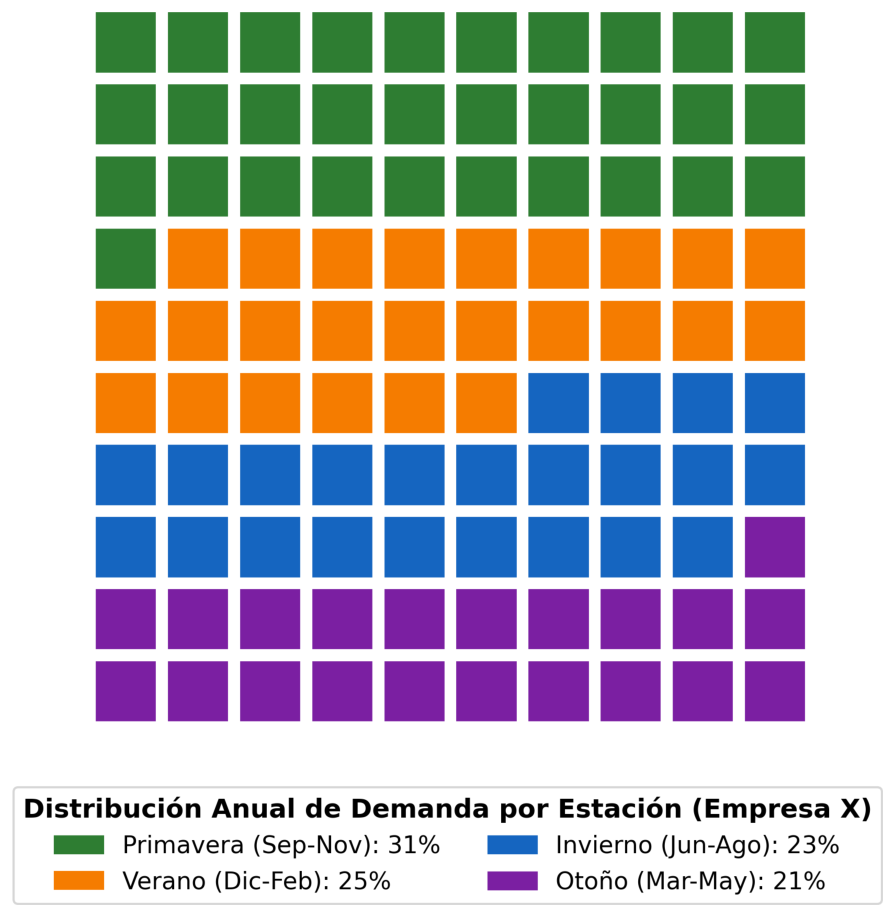 Distribución Anual de Demanda por Estación (Empresa X)
Primavera (Sep-Nov): 31%
Verano (Dic-Feb): 25%
Invierno (Jun-Ago): 23%
Otoño (Mar-May): 21%